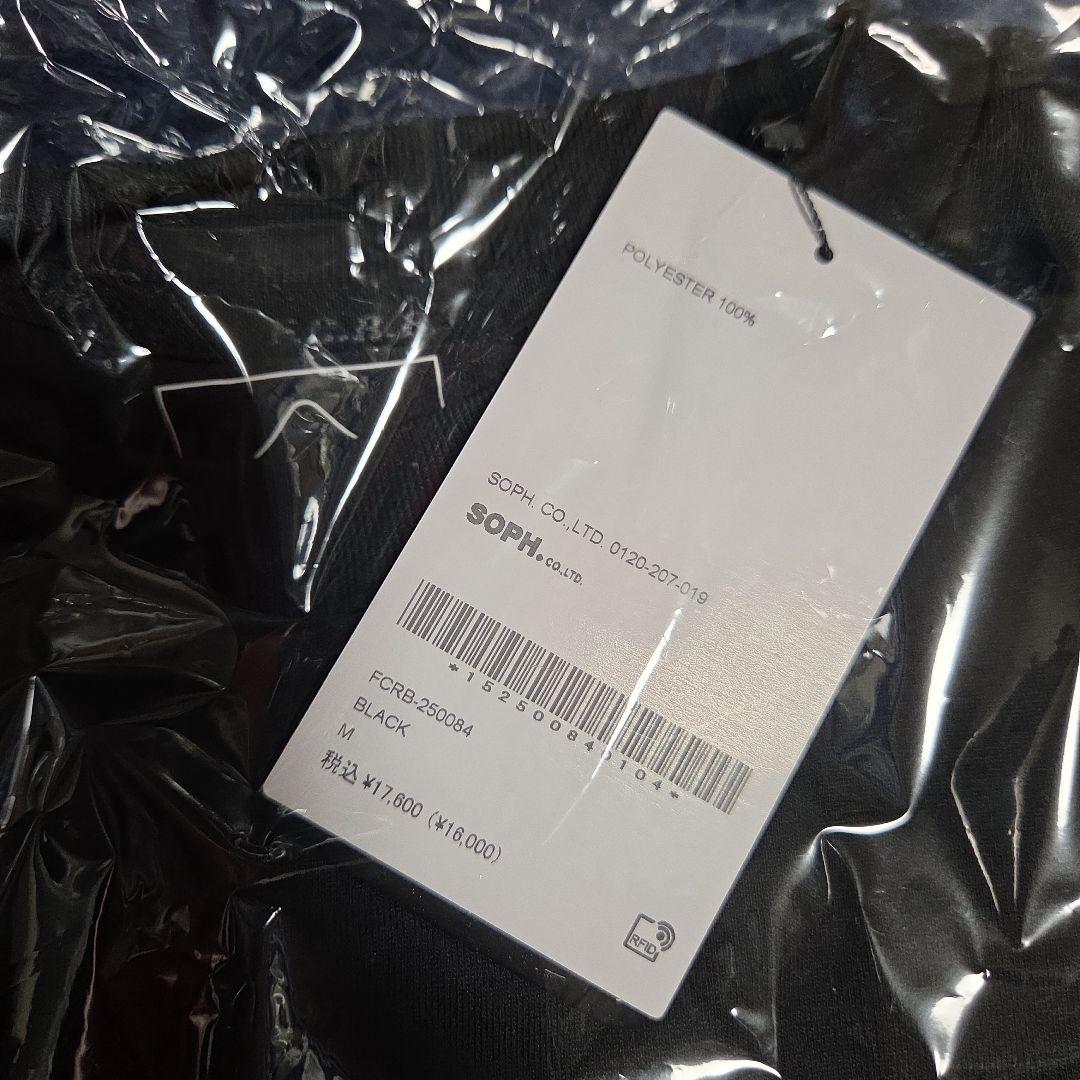 POLYESTER 100%
SOPH. CO.,LTD. 0120-207-019
SOPH. CO.,LTD.
*152500840104*
FCRB-250084
BLACK
M
税込 ¥17,600 (¥16,000)
RFID